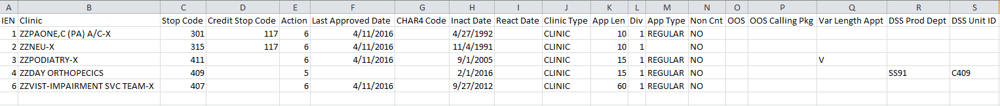 A B C D E F G H I J K L M N O P Q R S
IEN Clinic Stop Code Credit Stop Code Action Last Approved Date CHAR4 Code Inact Date React Date Clinic Type App Len Div App Type Non Cnt OOS OOS Calling Pkg Var Length Appt DSS Prod Dept DSS Unit ID
1 ZZPAONE,C (PA) A/C-X 301 117 6 4/11/2016 4/27/1992 CLINIC 10 1 REGULAR NO
2 ZZNEU-X 315 117 6 4/11/2016 11/4/1991 CLINIC 10 1 NO
3 ZZPODIATRY-X 411 6 4/11/2016 9/1/2005 CLINIC 15 1 REGULAR NO V
4 ZZDAY ORTHOPECICS 409 5 2/1/2016 CLINIC 15 1 REGULAR NO SS91 C409
6 ZZVIST-IMPAIRMENT SVC TEAM-X 407 6 4/11/2016 9/27/2012 CLINIC 60 1 REGULAR NO